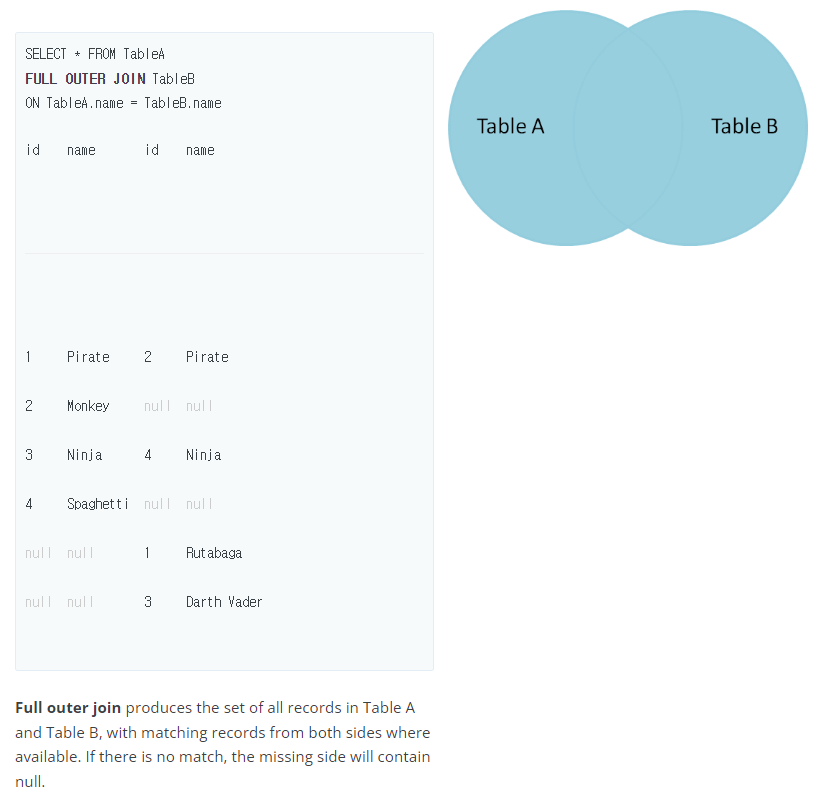 SELECT * FROM TableA
FULL OUTER JOIN TableB
ON TableA.name = TableB.name
id name id name
1 Pirate 2 Pirate
2 Monkey null null
3 Ninja 4 Ninja
4 Spaghetti null null
null null 1 Rutabaga
null null 3 Darth Vader
Full outer join produces the set of all records in Table A
and Table B, with matching records from both sides where
available. If there is no match, the missing side will contain
null.
Table A
Table B